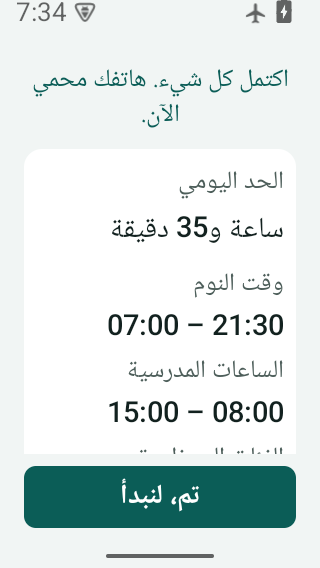 7:34
اكتمل كل شيء. هاتفك محمي
الآن.
الحد اليومي
ساعة و35 دقيقة
وقت النوم
21:30 – 07:00
الساعات المدرسية
08:00 – 15:00
تم، لنبدأ